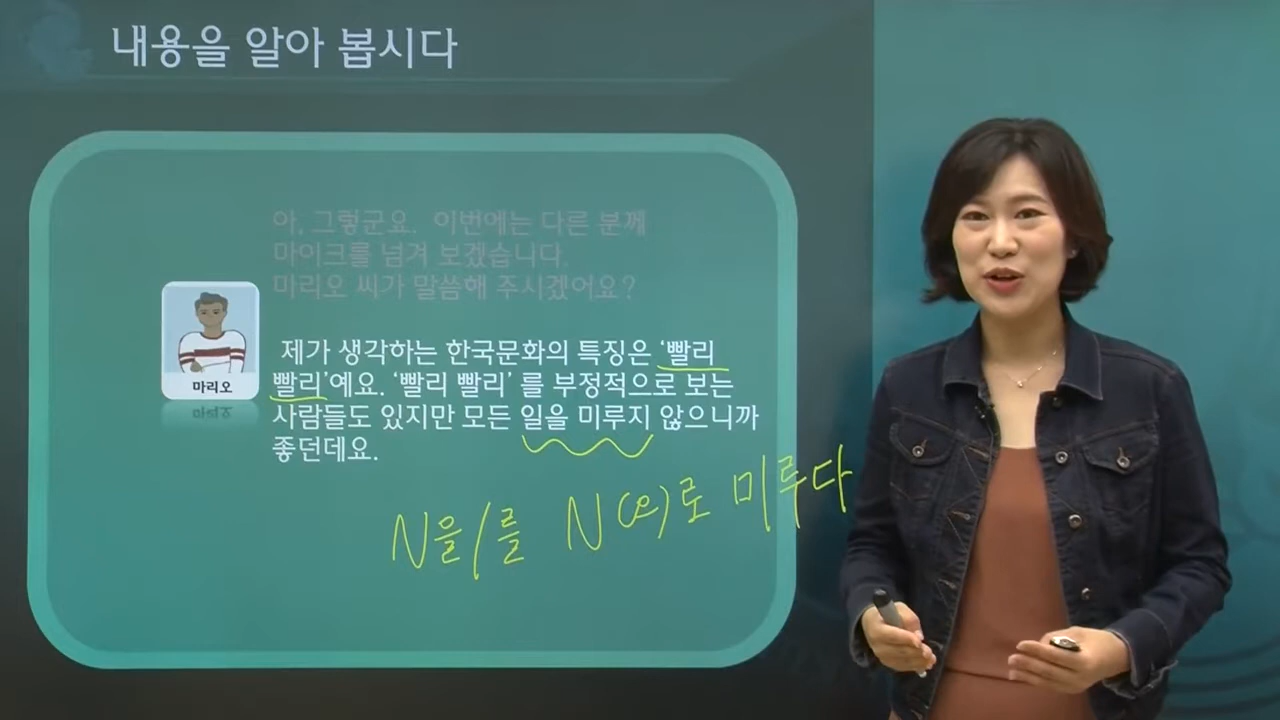 내용을 알아 봅시다
아, 그렇군요. 이번에는 다른 분께
마이크를 넘겨 보겠습니다.
마리오 씨가 말씀해 주시겠어요?
제가 생각하는 한국문화의 특징은 ‘빨리
빨리’예요. ‘빨리 빨리’ 를 부정적으로 보는
사람들도 있지만 모든 일을 미루지 않으니까
좋던데요.
마리오
N을/를 N(으)로 미루다